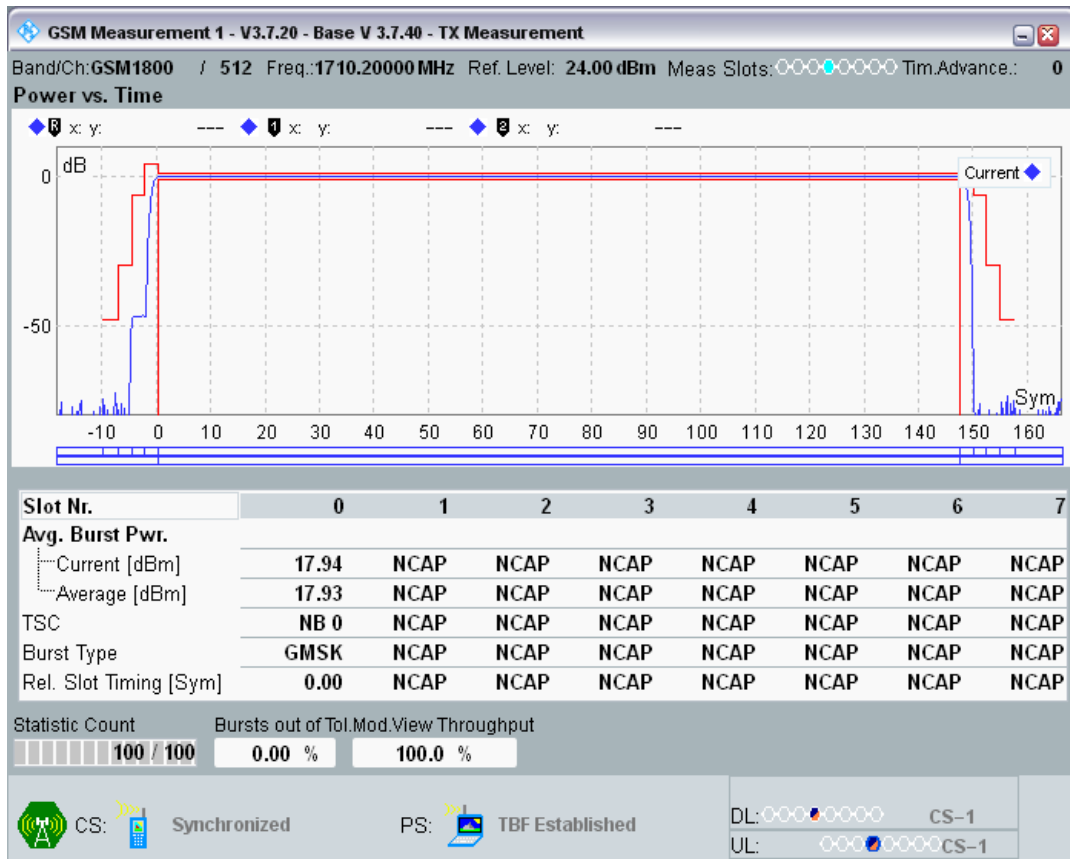 GSM Measurement 1 - V3.7.20 - Base V 3.7.40 - TX Measurement
Band/Ch:GSM1800 / 512 Freq.:1710.20000 MHz Ref. Level: 24.00 dBm Meas Slots: Tim.Advance.: 0
Power vs. Time
R x: y: --- 1 x: y: --- 2 x: y: ---
dB
Current
0
-50
Sym
-10 0 10 20 30 40 50 60 70 80 90 100 110 120 130 140 150 160
Slot Nr. 0 1 2 3 4 5 6 7
Avg. Burst Pwr.
Current [dBm] 17.94 NCAP NCAP NCAP NCAP NCAP NCAP NCAP
Average [dBm] 17.93 NCAP NCAP NCAP NCAP NCAP NCAP NCAP
TSC NB 0 NCAP NCAP NCAP NCAP NCAP NCAP NCAP
Burst Type GMSK NCAP NCAP NCAP NCAP NCAP NCAP NCAP
Rel. Slot Timing [Sym] 0.00 NCAP NCAP NCAP NCAP NCAP NCAP NCAP
Statistic Count Bursts out of Tol.Mod.View Throughput
100 / 100 0.00 % 100.0 %
CS: Synchronized PS: TBF Established
DL: CS-1
UL: CS-1